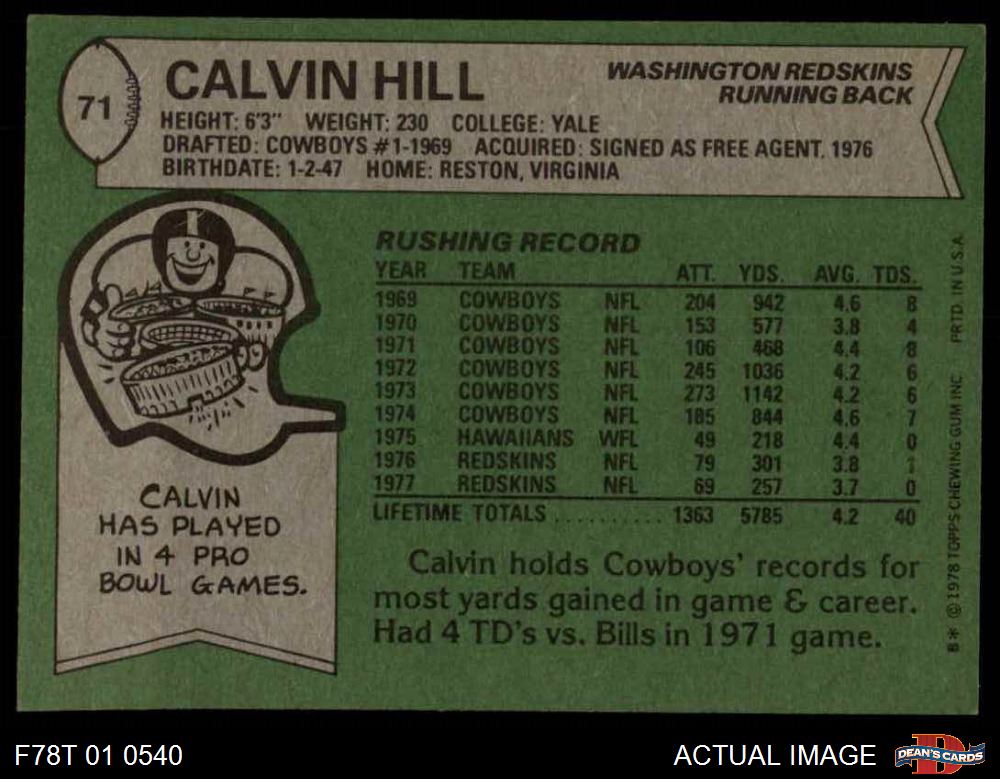 71
CALVIN HILL
WASHINGTON REDSKINS
RUNNING BACK
HEIGHT: 6'3" WEIGHT: 230 COLLEGE: YALE
DRAFTED: COWBOYS #1-1969 ACQUIRED: SIGNED AS FREE AGENT, 1976
BIRTHDATE: 1-2-47 HOME: RESTON, VIRGINIA
CALVIN
HAS PLAYED
IN 4 PRO
BOWL GAMES.
RUSHING RECORD
YEAR TEAM ATT. YDS. AVG. TDS.
1969 COWBOYS NFL 204 942 4.6 8
1970 COWBOYS NFL 153 577 3.8 4
1971 COWBOYS NFL 106 468 4.4 8
1972 COWBOYS NFL 245 1036 4.2 6
1973 COWBOYS NFL 273 1142 4.2 6
1974 COWBOYS NFL 185 844 4.6 7
1975 HAWAIIANS WFL 49 218 4.4 0
1976 REDSKINS NFL 79 301 3.8 1
1977 REDSKINS NFL 69 257 3.7 0
LIFETIME TOTALS .......... 1363 5785 4.2 40
Calvin holds Cowboys' records for
most yards gained in game & career.
Had 4 TD's vs. Bills in 1971 game.
B* © 1978 TOPPS CHEWING GUM INC PRTD. IN U.S.A.
F78T 01 0540
ACTUAL IMAGE
DEAN'S CARDS